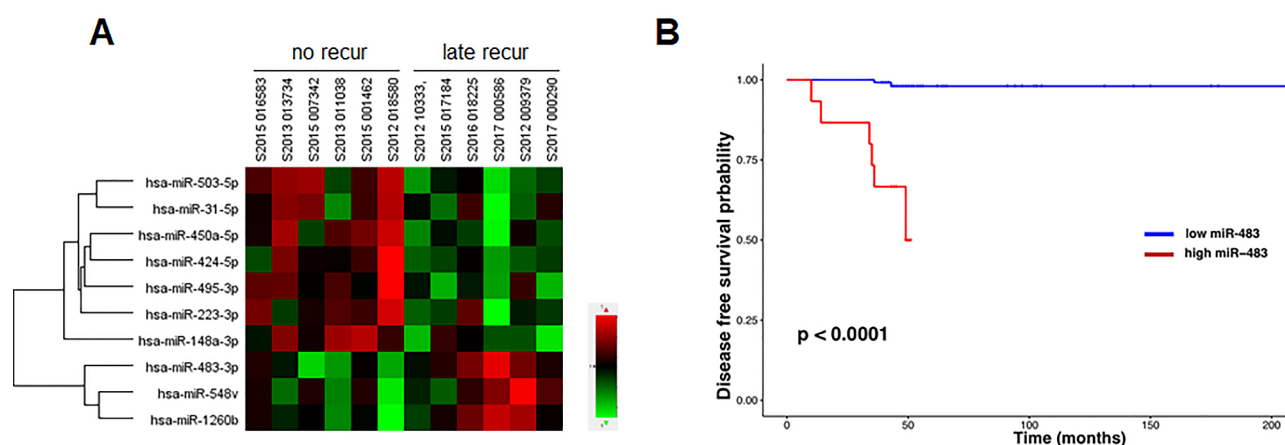 A
no recur
late recur
S2015 016583
S2013 013734
S2015 007342
S2013 011038
S2015 001462
S2012 018580
S2012 10333,
S2015 017184
S2016 018225
S2017 000586
S2012 009379
S2017 000290
hsa-miR-503-5p
hsa-miR-31-5p
hsa-miR-450a-5p
hsa-miR-424-5p
hsa-miR-495-3p
hsa-miR-223-3p
hsa-miR-148a-3p
hsa-miR-483-3p
hsa-miR-548v
hsa-miR-1260b
B
Disease free survival prbability
1.00
0.75
0.50
0.25
0.00
low miR-483
high miR-483
p < 0.0001
0
50
100
150
200
Time (months)